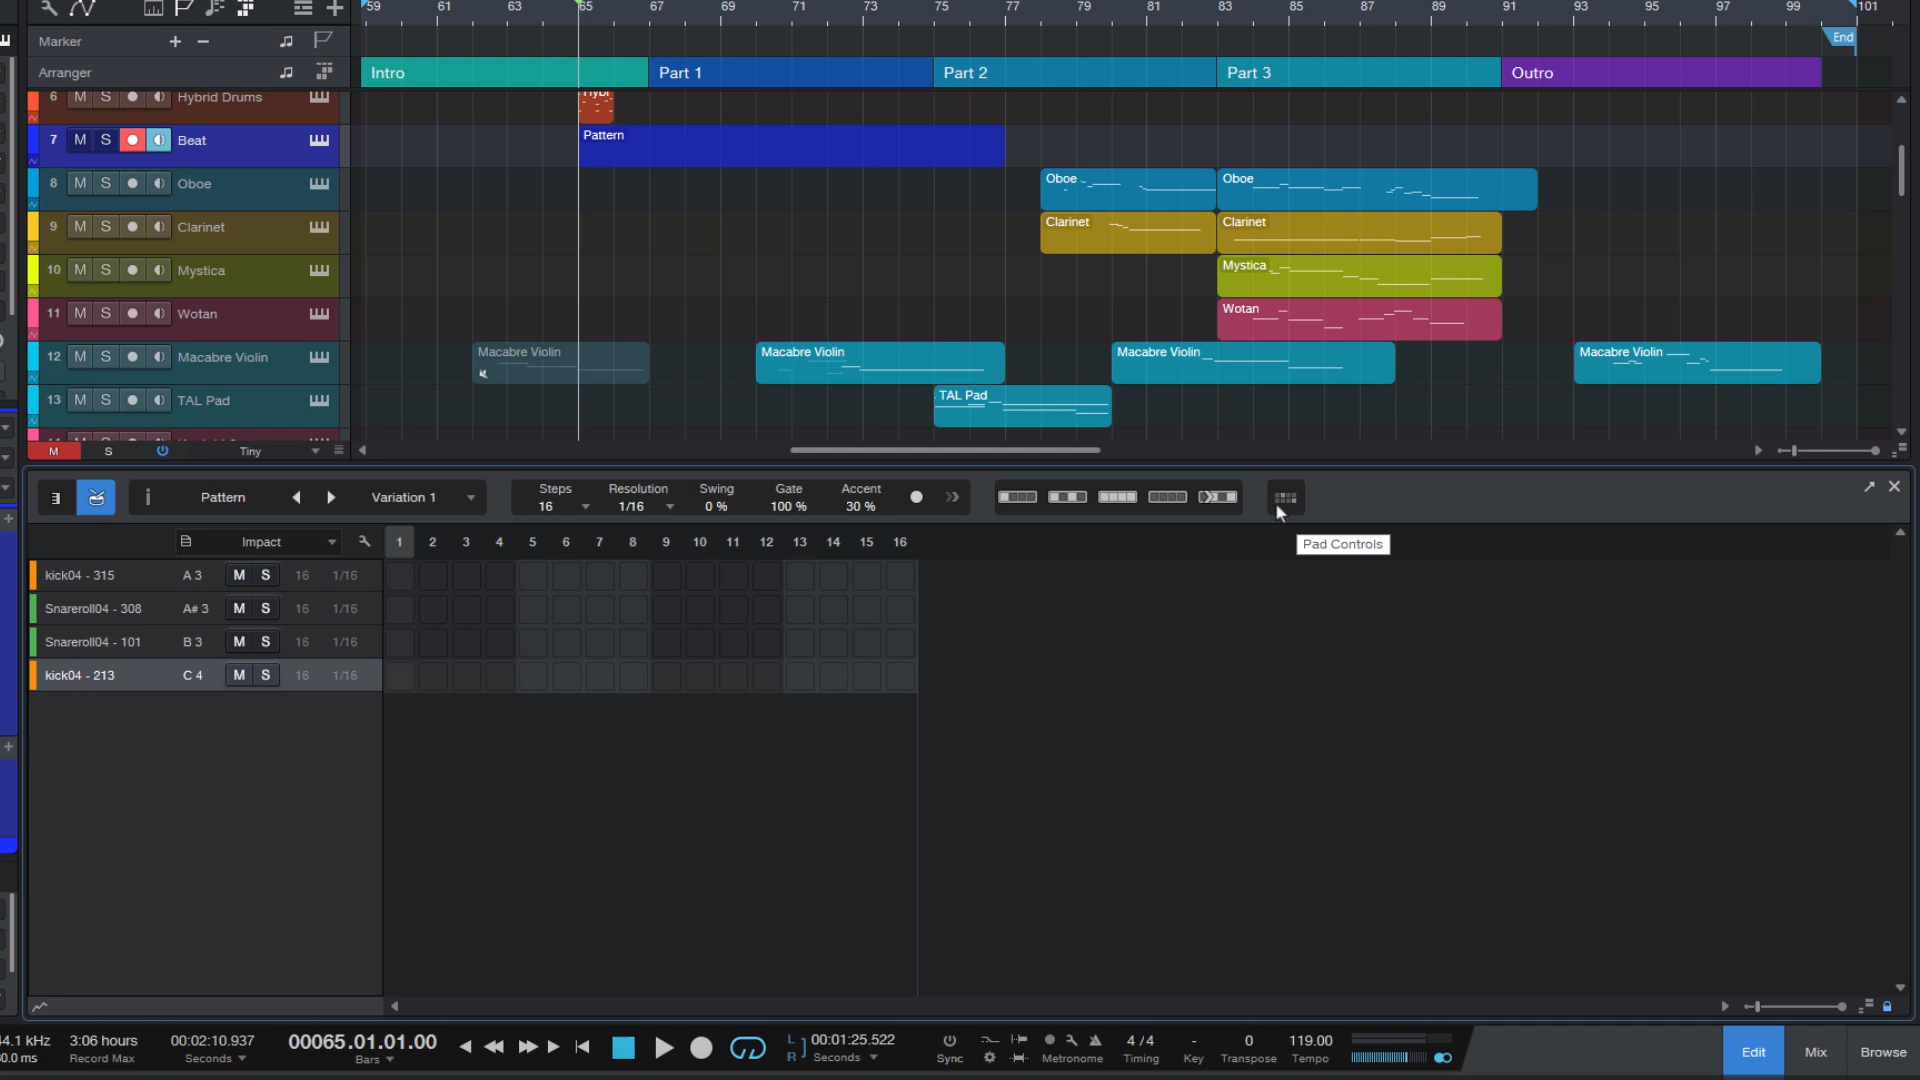 59 61 63 65 67 69 71 73 75 77 79 81 83 85 87 89 91 93 95 97 99 101
Marker + −
End
Arranger
Intro Part 1 Part 2 Part 3 Outro
6 M S Hybrid Drums
7 M S Beat
Pattern
8 M S Oboe
Oboe Oboe
9 M S Clarinet
Clarinet Clarinet
10 M S Mystica
Mystica
11 M S Wotan
Wotan
12 M S Macabre Violin
Macabre Violin Macabre Violin Macabre Violin Macabre Violin
13 M S TAL Pad
TAL Pad
M S Tiny
Pattern Variation 1
Steps Resolution Swing Gate Accent
16 1/16 0 % 100 % 30 %
Pad Controls
Impact 1 2 3 4 5 6 7 8 9 10 11 12 13 14 15 16
kick04 - 315 A 3 M S 16 1/16
Snareroll04 - 308 A# 3 M S 16 1/16
Snareroll04 - 101 B 3 M S 16 1/16
kick04 - 213 C 4 M S 16 1/16
44.1 kHz 3:06 hours 00:02:10.937 00065.01.01.00 L 00:01:25.522 4 / 4 - 0 119.00
0.0 ms Record Max Seconds Bars R Seconds Sync Metronome Timing Key Transpose Tempo
Edit Mix Browse